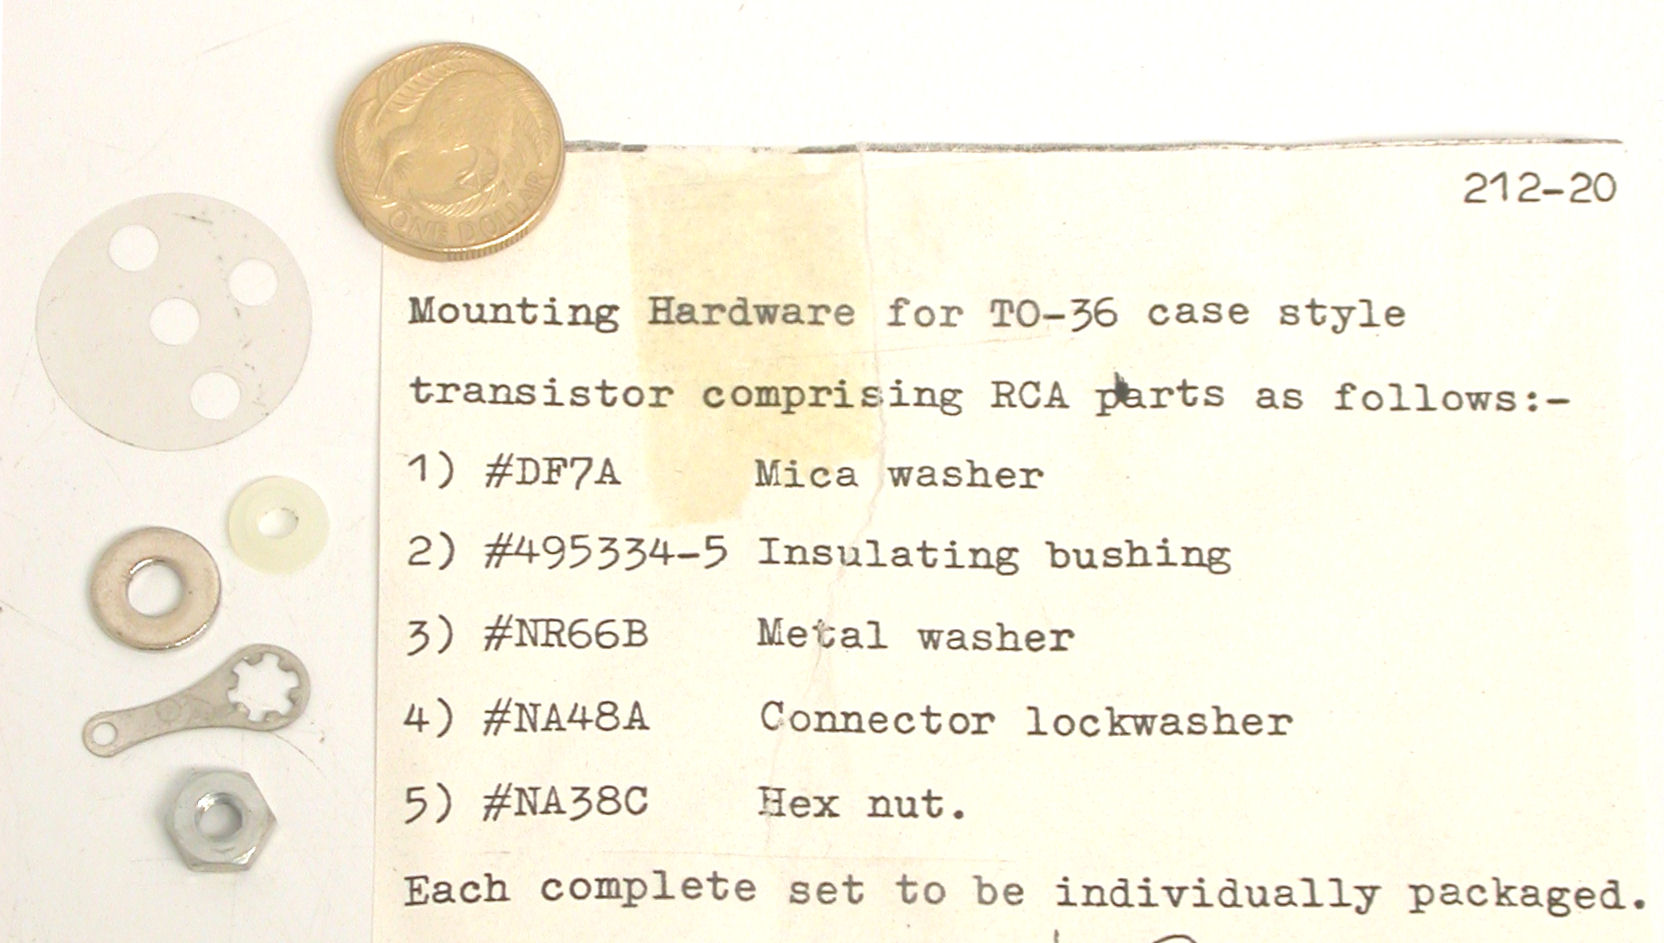 ONE DOLLAR
212-20
Mounting Hardware for TO-36 case style
transistor comprising RCA parts as follows:-
1) #DF7A Mica washer
2) #495334-5 Insulating bushing
3) #NR66B Metal washer
4) #NA48A Connector lockwasher
5) #NA38C Hex nut.
Each complete set to be individually packaged.